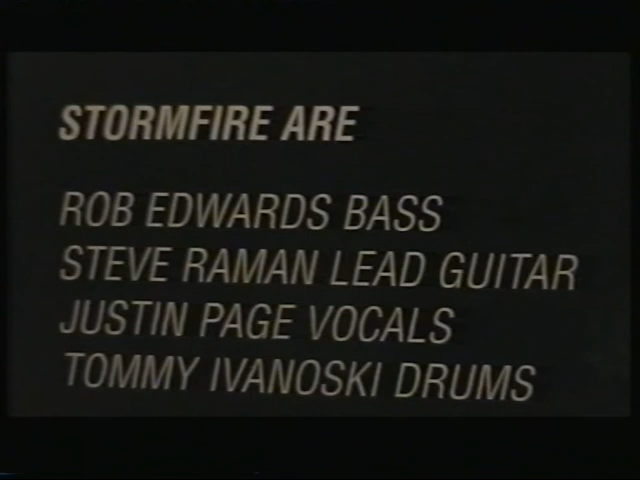 STORMFIRE ARE
ROB EDWARDS BASS
STEVE RAMAN LEAD GUITAR
JUSTIN PAGE VOCALS
TOMMY IVANOSKI DRUMS